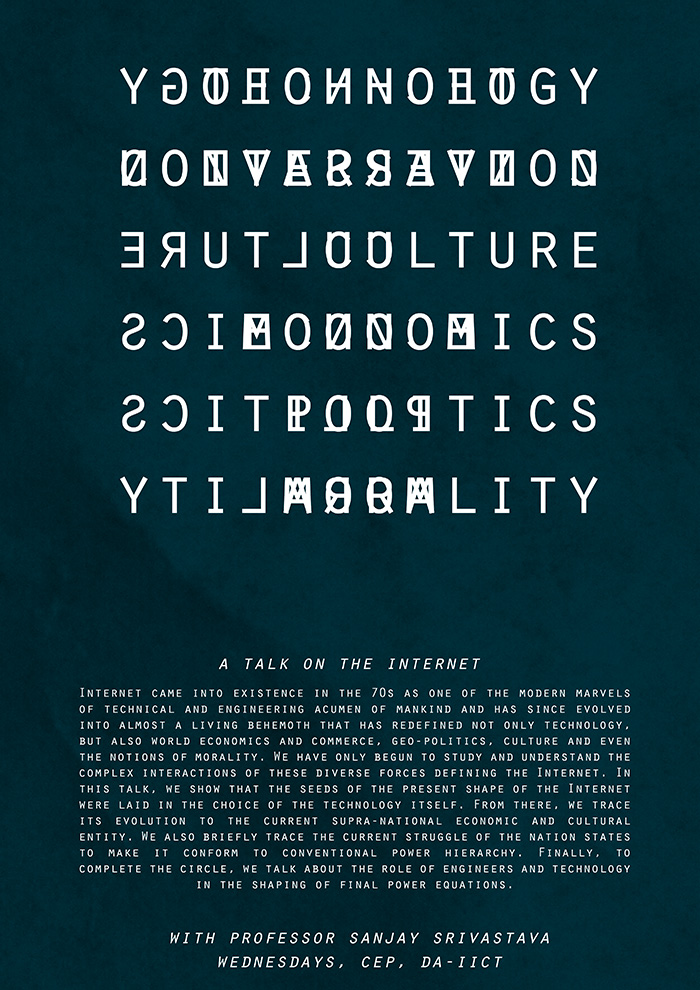 TECHNOLOGY
CONVERSATION
CULTURE
ECONOMICS
POLITICS
MORALITY
A TALK ON THE INTERNET
INTERNET CAME INTO EXISTENCE IN THE 70S AS ONE OF THE MODERN MARVELS
OF TECHNICAL AND ENGINEERING ACUMEN OF MANKIND AND HAS SINCE EVOLVED
INTO ALMOST A LIVING BEHEMOTH THAT HAS REDEFINED NOT ONLY TECHNOLOGY,
BUT ALSO WORLD ECONOMICS AND COMMERCE, GEO-POLITICS, CULTURE AND EVEN
THE NOTIONS OF MORALITY. WE HAVE ONLY BEGUN TO STUDY AND UNDERSTAND THE
COMPLEX INTERACTIONS OF THESE DIVERSE FORCES DEFINING THE INTERNET. IN
THIS TALK, WE SHOW THAT THE SEEDS OF THE PRESENT SHAPE OF THE INTERNET
WERE LAID IN THE CHOICE OF THE TECHNOLOGY ITSELF. FROM THERE, WE TRACE
ITS EVOLUTION TO THE CURRENT SUPRA-NATIONAL ECONOMIC AND CULTURAL
ENTITY. WE ALSO BRIEFLY TRACE THE CURRENT STRUGGLE OF THE NATION STATES
TO MAKE IT CONFORM TO CONVENTIONAL POWER HIERARCHY. FINALLY, TO
COMPLETE THE CIRCLE, WE TALK ABOUT THE ROLE OF ENGINEERS AND TECHNOLOGY
IN THE SHAPING OF FINAL POWER EQUATIONS.
WITH PROFESSOR SANJAY SRIVASTAVA
WEDNESDAYS, CEP, DA-IICT